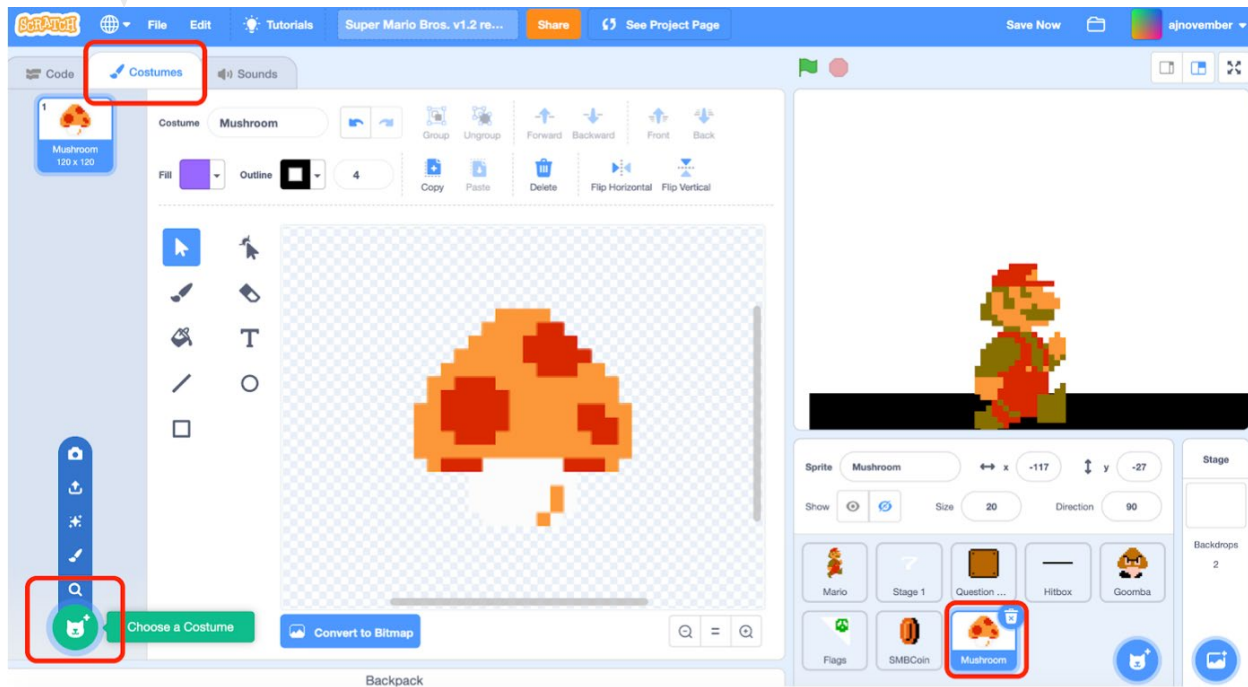 SCRATCH File Edit Tutorials Super Mario Bros. v1.2 re... Share See Project Page Save Now ajnovember
Code Costumes Sounds
1
Mushroom
120 x 120
Costume Mushroom Group Ungroup Forward Backward Front Back
Fill Outline 4 Copy Paste Delete Flip Horizontal Flip Vertical
T
Choose a Costume
Convert to Bitmap
Backpack
Sprite Mushroom x -117 y -27
Show Size 20 Direction 90
Mario Stage 1 Question ... Hitbox Goomba
Flags SMBCoin Mushroom
Stage
Backdrops
2